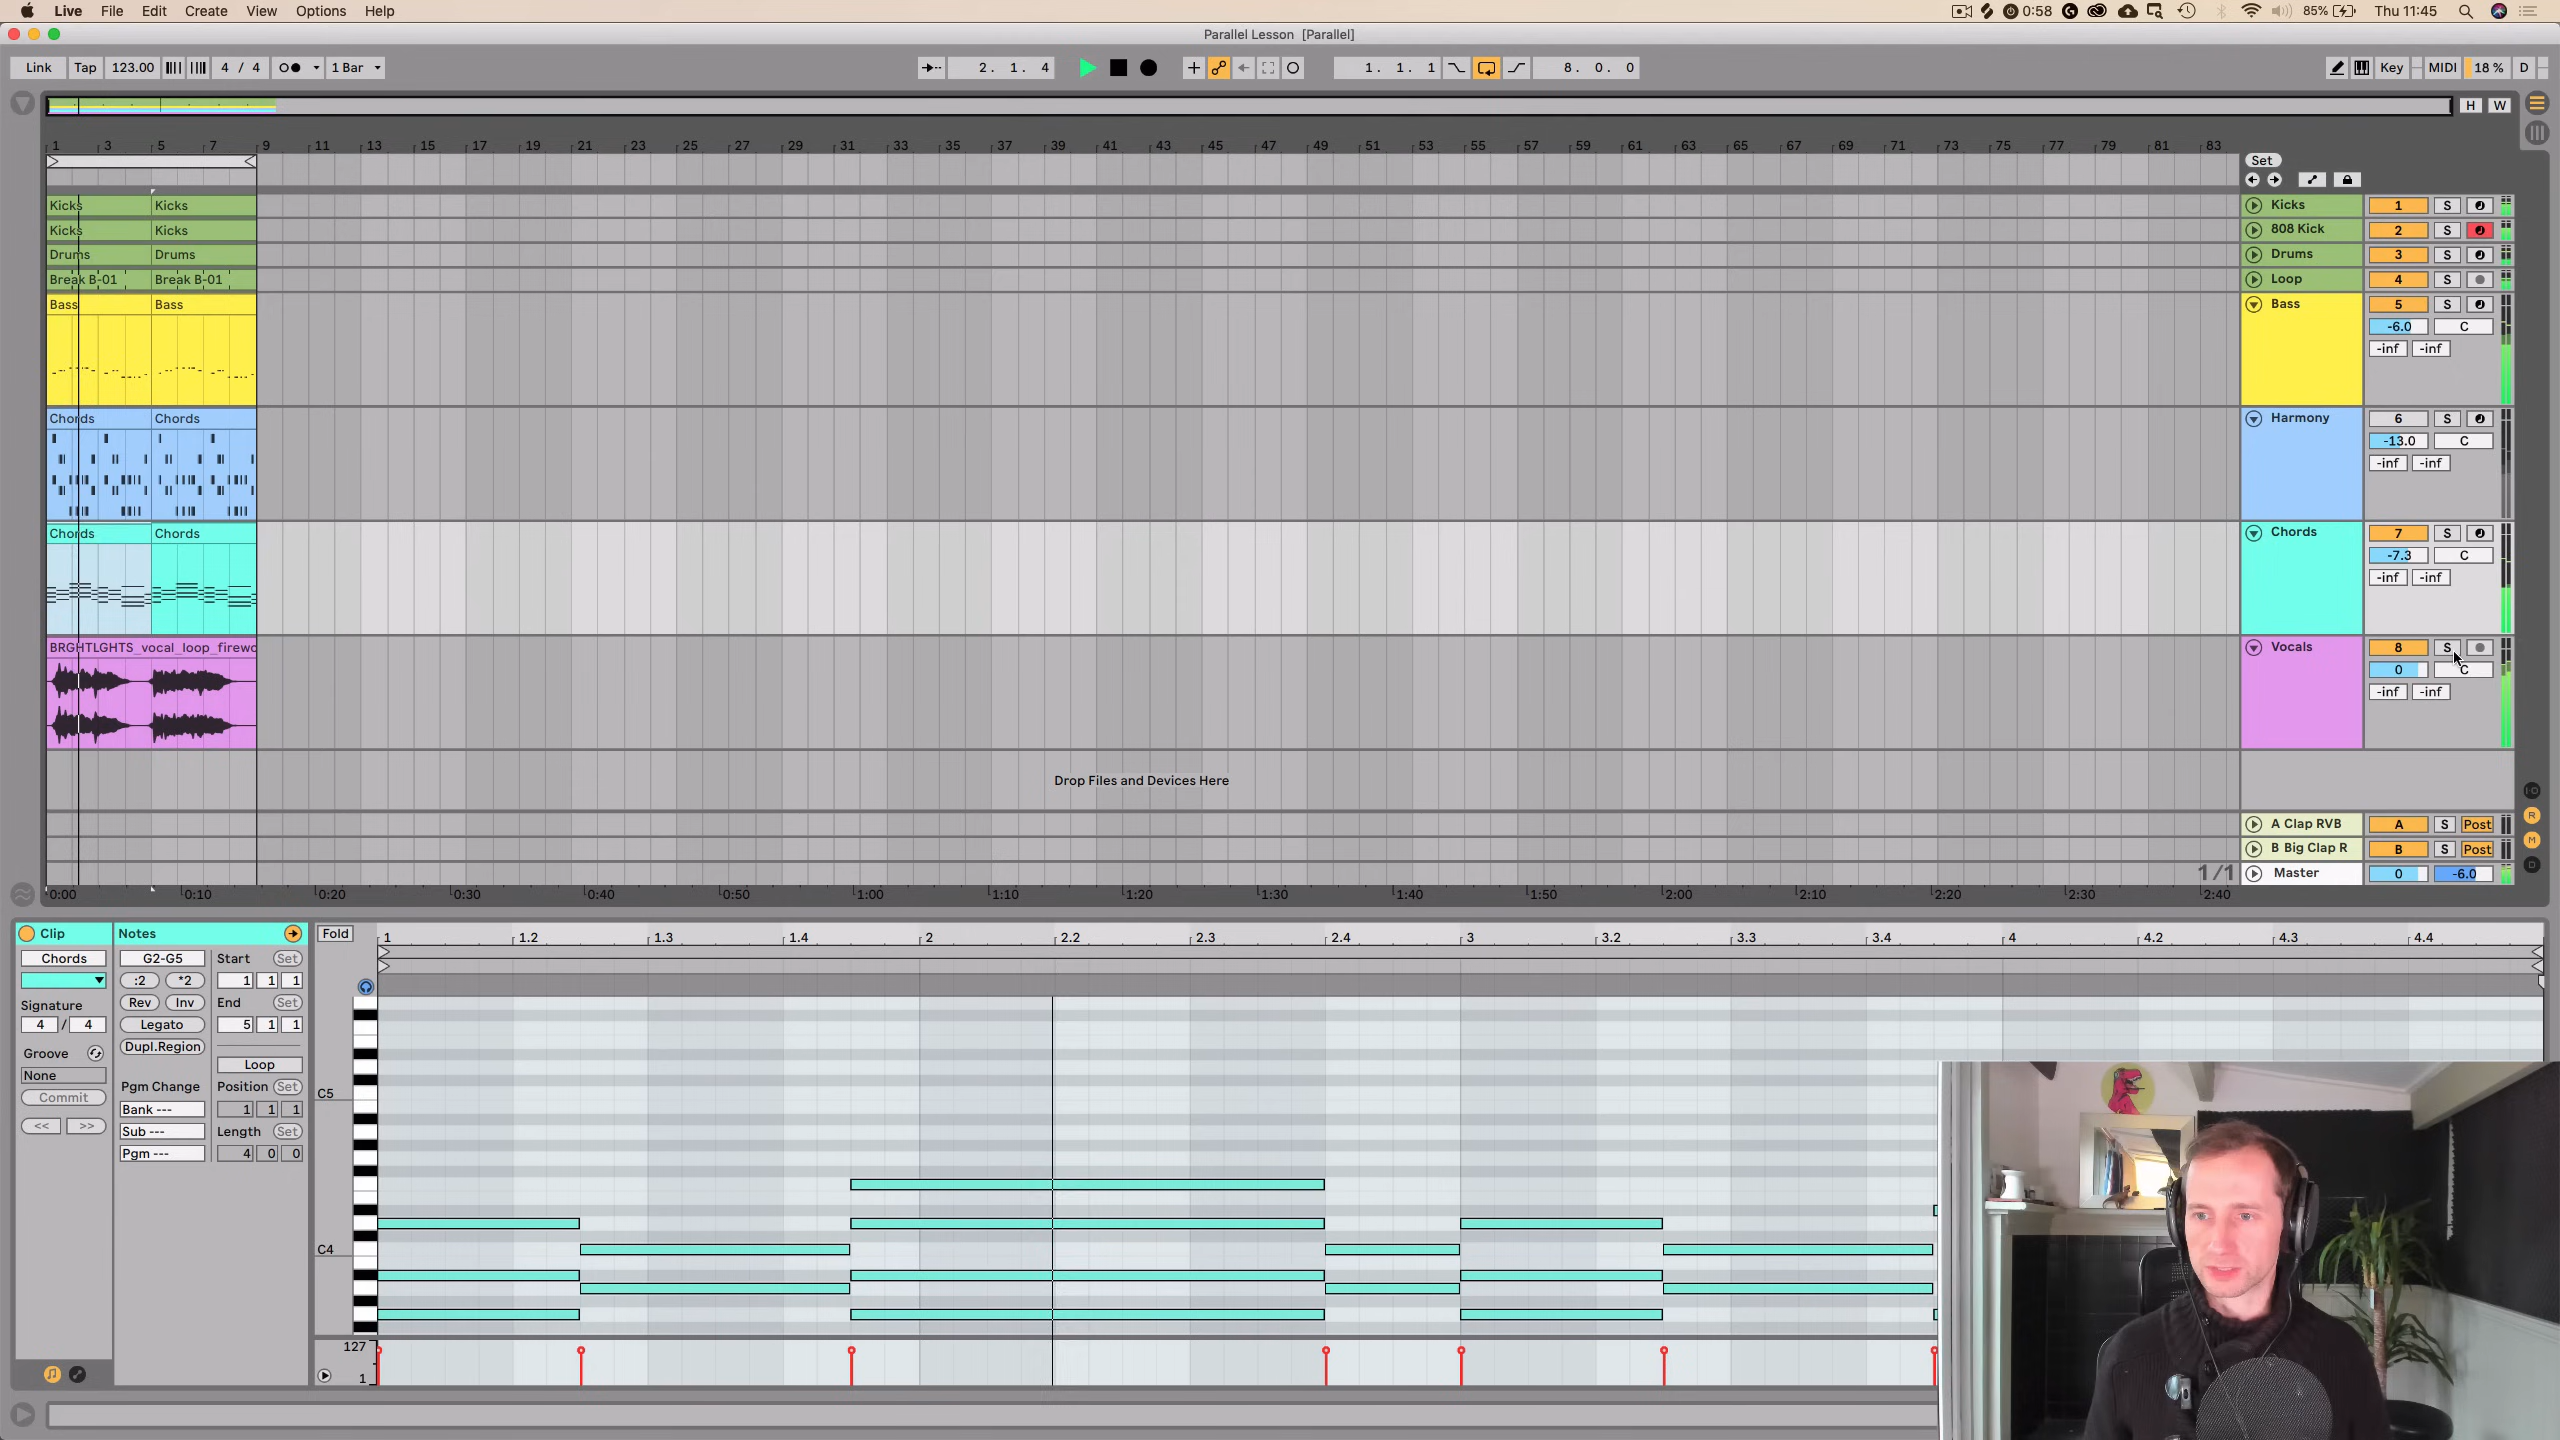 Live File Edit Create View Options Help 0:58 85% Thu 11:45
Parallel Lesson [Parallel]
Link Tap 123.00 4 / 4 1 Bar 2. 1. 4 1. 1. 1 8. 0. 0 Key MIDI 18 % D
H W
1 3 5 7 9 11 13 15 17 19 21 23 25 27 29 31 33 35 37 39 41 43 45 47 49 51 53 55 57 59 61 63 65 67 69 71 73 75 77 79 81 83
Set
Kicks Kicks Kicks 1 S
Kicks Kicks 808 Kick 2 S
Drums Drums Drums 3 S
Break B-01 Break B-01 Loop 4 S
Bass Bass Bass 5 S
-6.0 C
-inf -inf
Chords Chords Harmony 6 S
-13.0 C
-inf -inf
Chords Chords Chords 7 S
-7.3 C
-inf -inf
BRGHTLGHTS_vocal_loop_firewo Vocals 8 S
0 C
-inf -inf
Drop Files and Devices Here
A Clap RVB A S Post
B Big Clap R B S Post
1/1 Master 0 -6.0
0:00 0:10 0:20 0:30 0:40 0:50 1:00 1:10 1:20 1:30 1:40 1:50 2:00 2:10 2:20 2:30 2:40
Clip Notes Fold 1 1.2 1.3 1.4 2 2.2 2.3 2.4 3 3.2 3.3 3.4 4 4.2 4.3 4.4
Chords G2-G5 Start Set
:2 *2 1 1 1
Signature Rev Inv End Set
4 / 4 Legato 5 1 1
Groove Dupl.Region
None Loop
Pgm Change Position Set
Commit Bank --- 1 1 1
<< >> Sub --- Length Set
Pgm --- 4 0 0
C5
C4
127
1